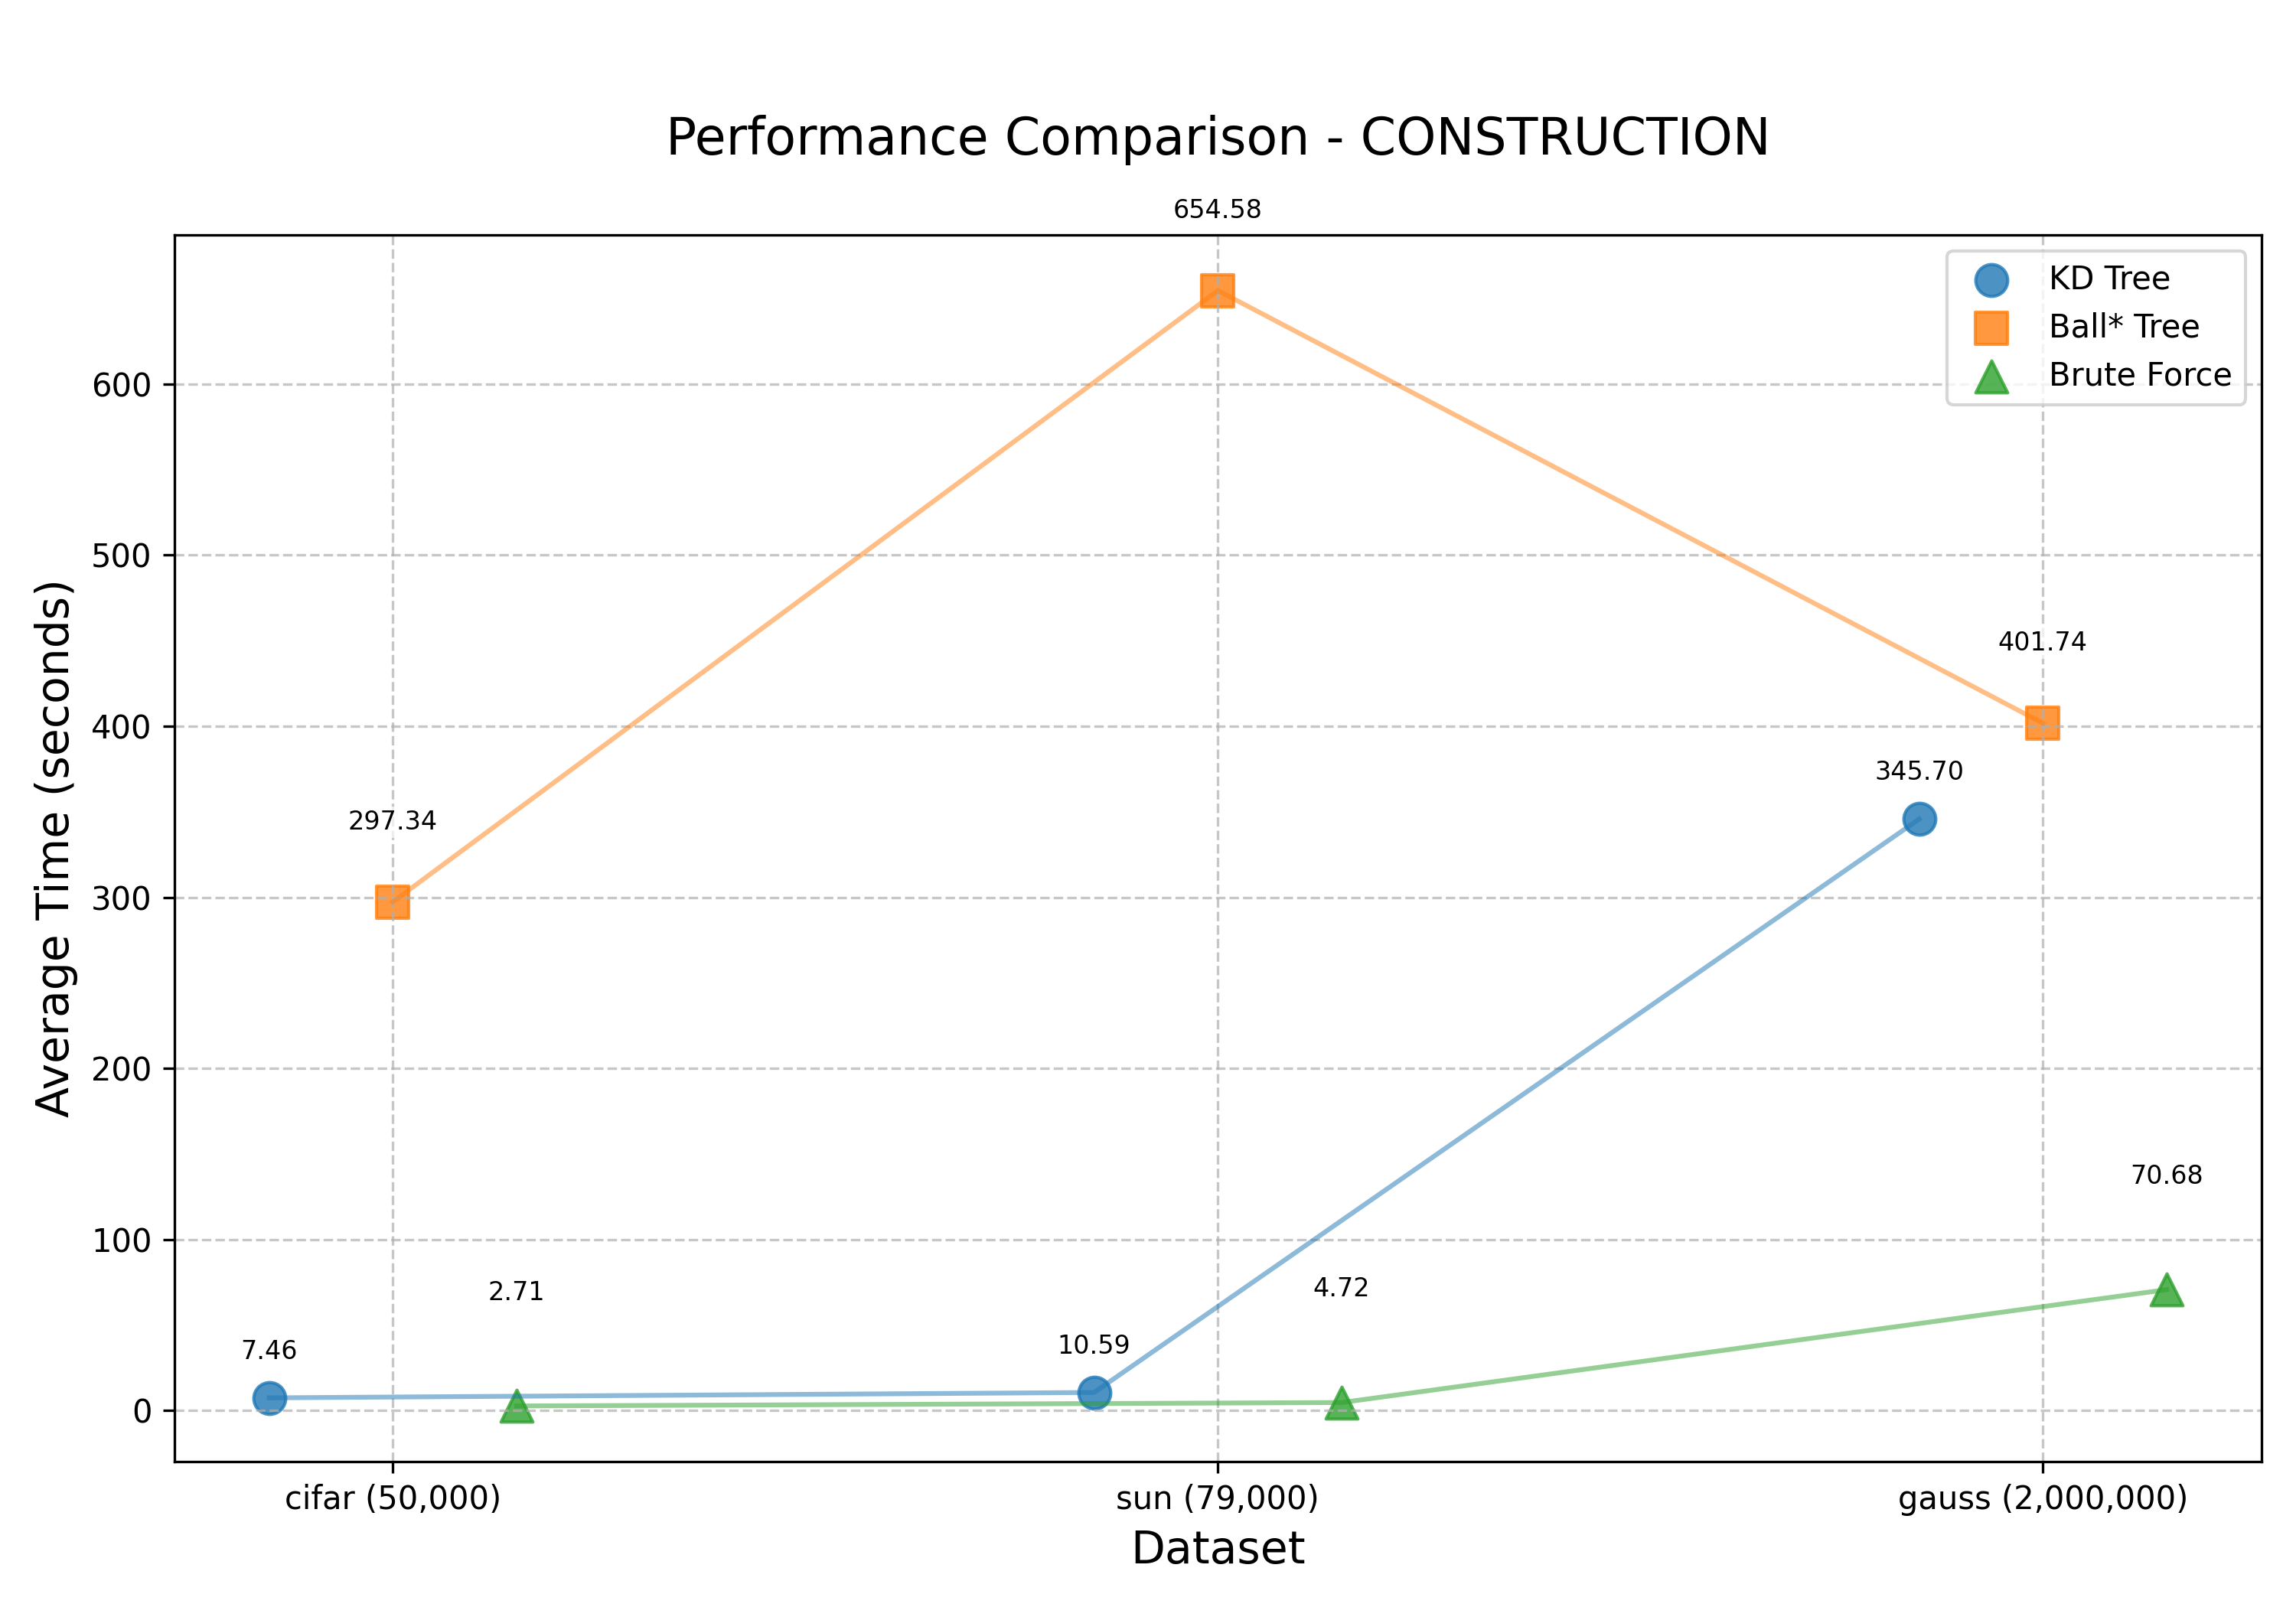 Performance Comparison - CONSTRUCTION
654.58
KD Tree
Ball* Tree
Brute Force
600
500
401.74
400
345.70
297.34
300
200
70.68
100
2.71
4.72
7.46
10.59
0
Average Time (seconds)
cifar (50,000)
sun (79,000)
gauss (2,000,000)
Dataset